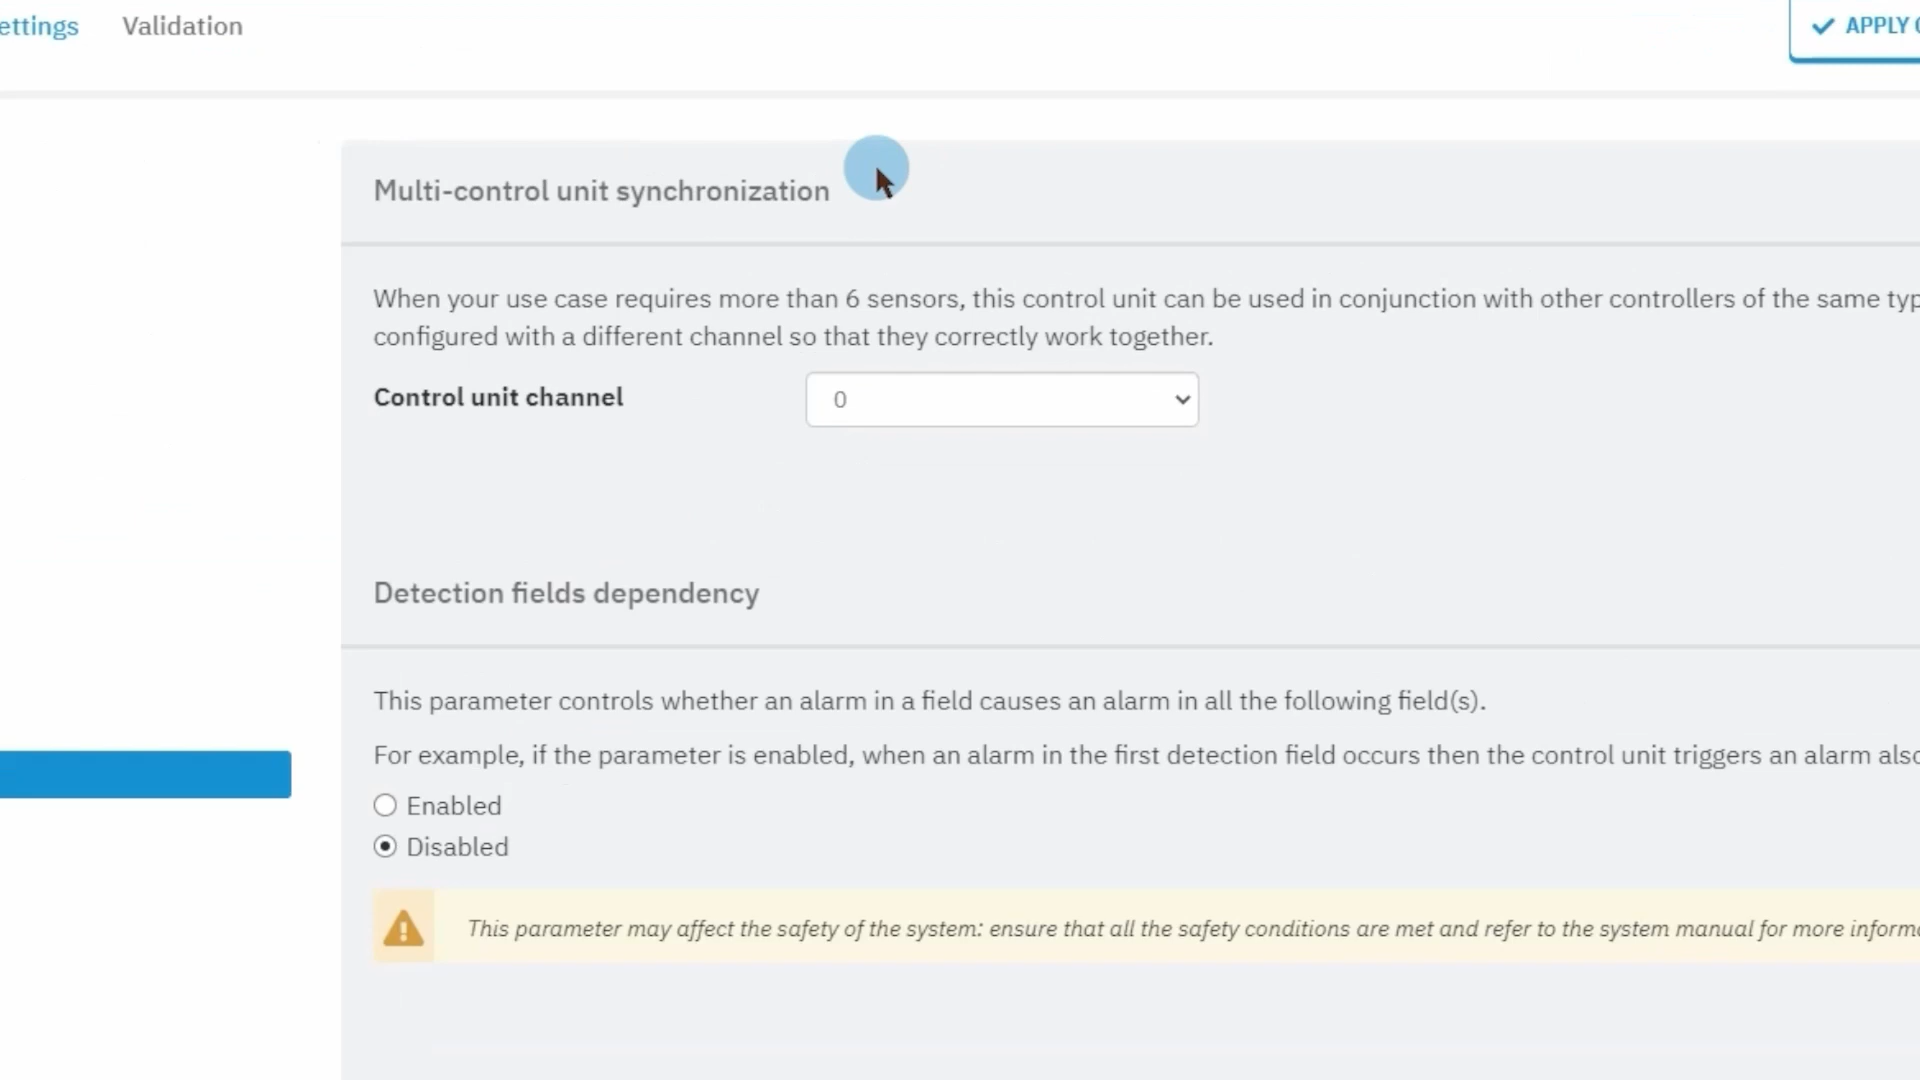 ettings Validation
APPLY
Multi-control unit synchronization
When your use case requires more than 6 sensors, this control unit can be used in conjunction with other controllers of the same typ
configured with a different channel so that they correctly work together.
Control unit channel 0
Detection fields dependency
This parameter controls whether an alarm in a field causes an alarm in all the following field(s).
For example, if the parameter is enabled, when an alarm in the first detection field occurs then the control unit triggers an alarm also
Enabled
Disabled
This parameter may affect the safety of the system: ensure that all the safety conditions are met and refer to the system manual for more informa